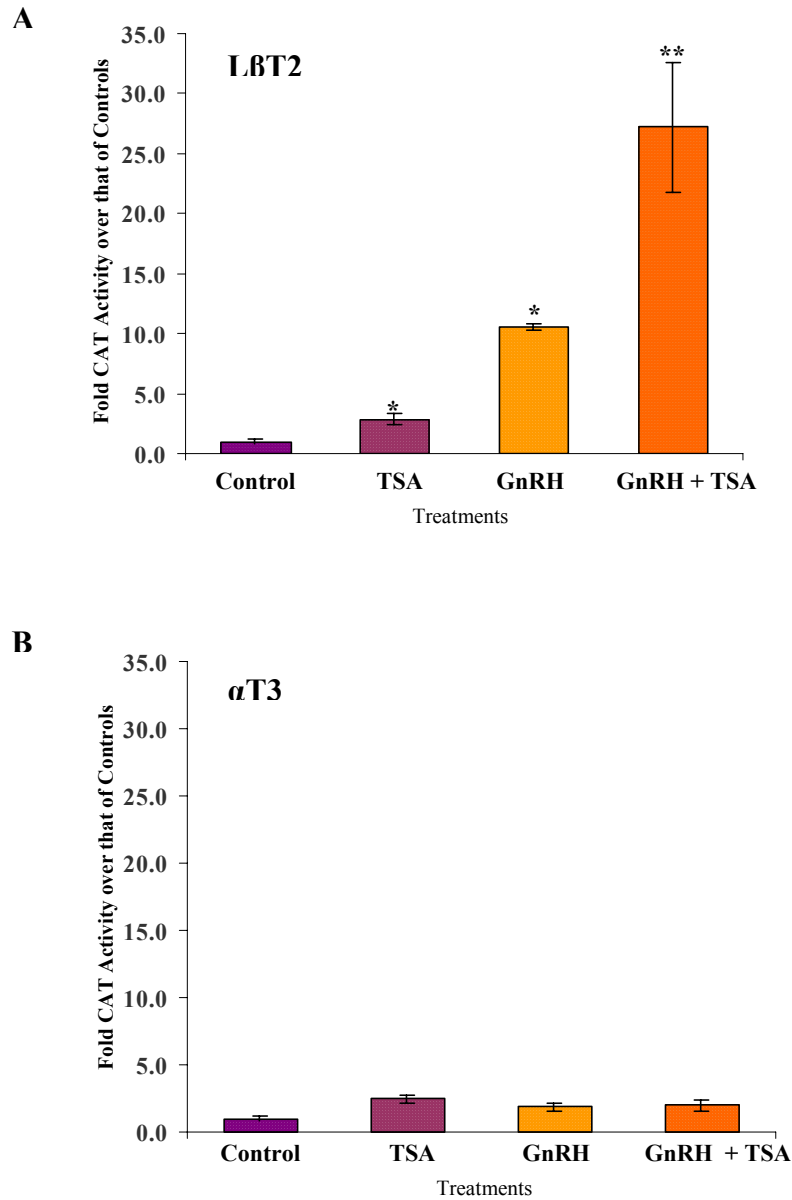 A
Fold CAT Activity over that of Controls
35.0
30.0
25.0
20.0
15.0
10.0
5.0
0.0
LβT2
*
*
**
Control TSA GnRH GnRH + TSA
Treatments
B
Fold CAT Activity over that of Controls
35.0
30.0
25.0
20.0
15.0
10.0
5.0
0.0
αT3
Control TSA GnRH GnRH + TSA
Treatments